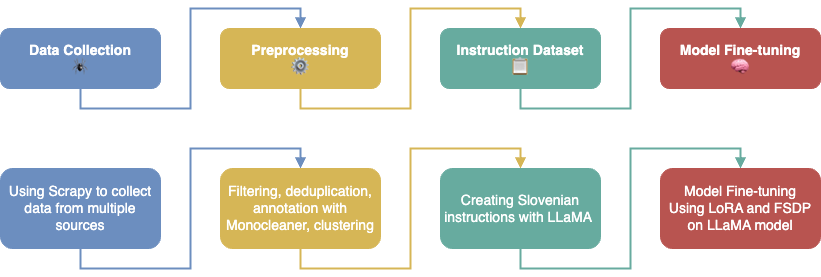 Data Collection
Preprocessing
Instruction Dataset
Model Fine-tuning
Using Scrapy to collect
data from multiple
sources
Filtering, deduplication,
annotation with
Monocleaner, clustering
Creating Slovenian
instructions with LLaMA
Model Fine-tuning
Using LoRA and FSDP
on LLaMA model